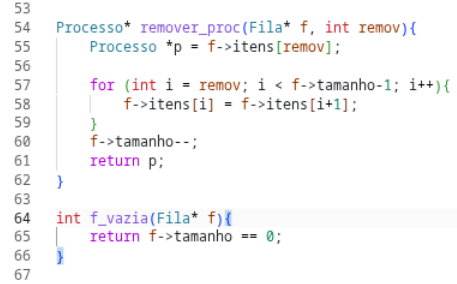 53
54 Processo* remover_proc(Fila* f, int remov){
55     Processo *p = f->itens[remov];
56
57     for (int i = remov; i < f->tamanho-1; i++){
58         f->itens[i] = f->itens[i+1];
59     }
60     f->tamanho--;
61     return p;
62 }
63
64 int f_vazia(Fila* f){
65     return f->tamanho == 0;
66 }
67